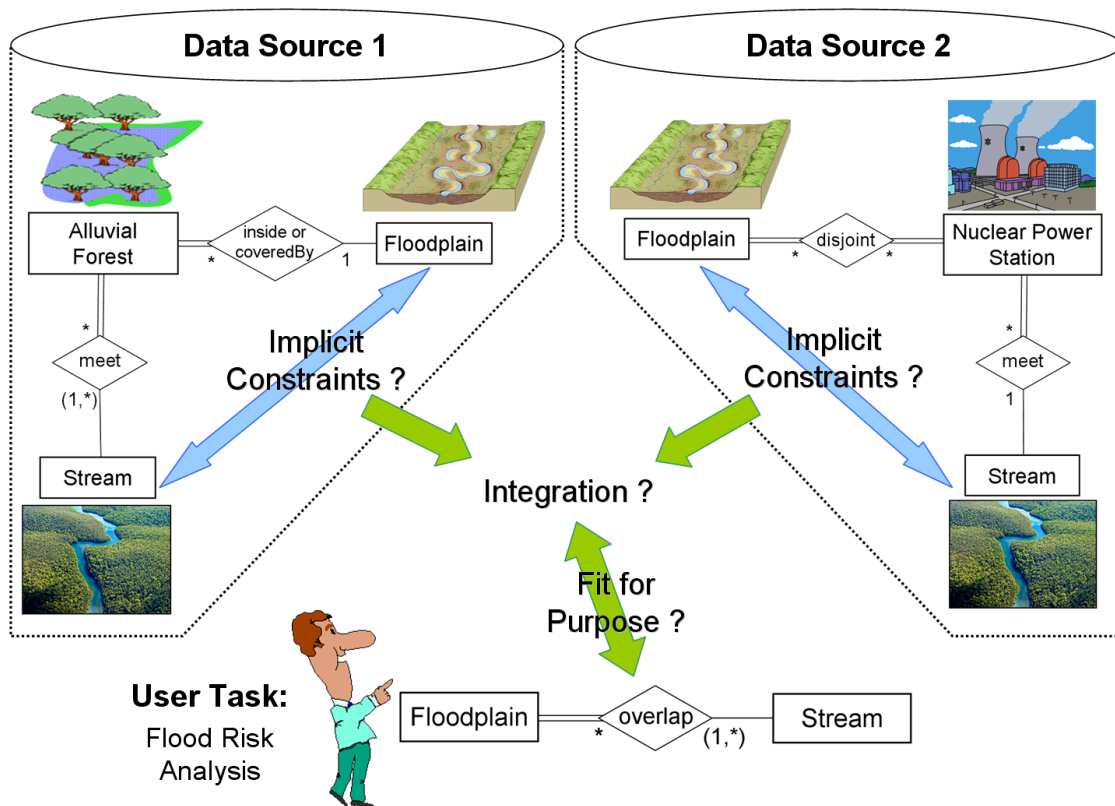 Data Source 1
Alluvial
Forest
*
inside or
coveredBy
1
Floodplain
*
meet
(1,*)
Stream
Implicit
Constraints ?
Data Source 2
Floodplain
*
disjoint
*
Nuclear Power
Station
*
meet
1
Stream
Implicit
Constraints ?
Integration ?
Fit for
Purpose ?
User Task:
Flood Risk
Analysis
Floodplain
*
overlap
(1,*)
Stream